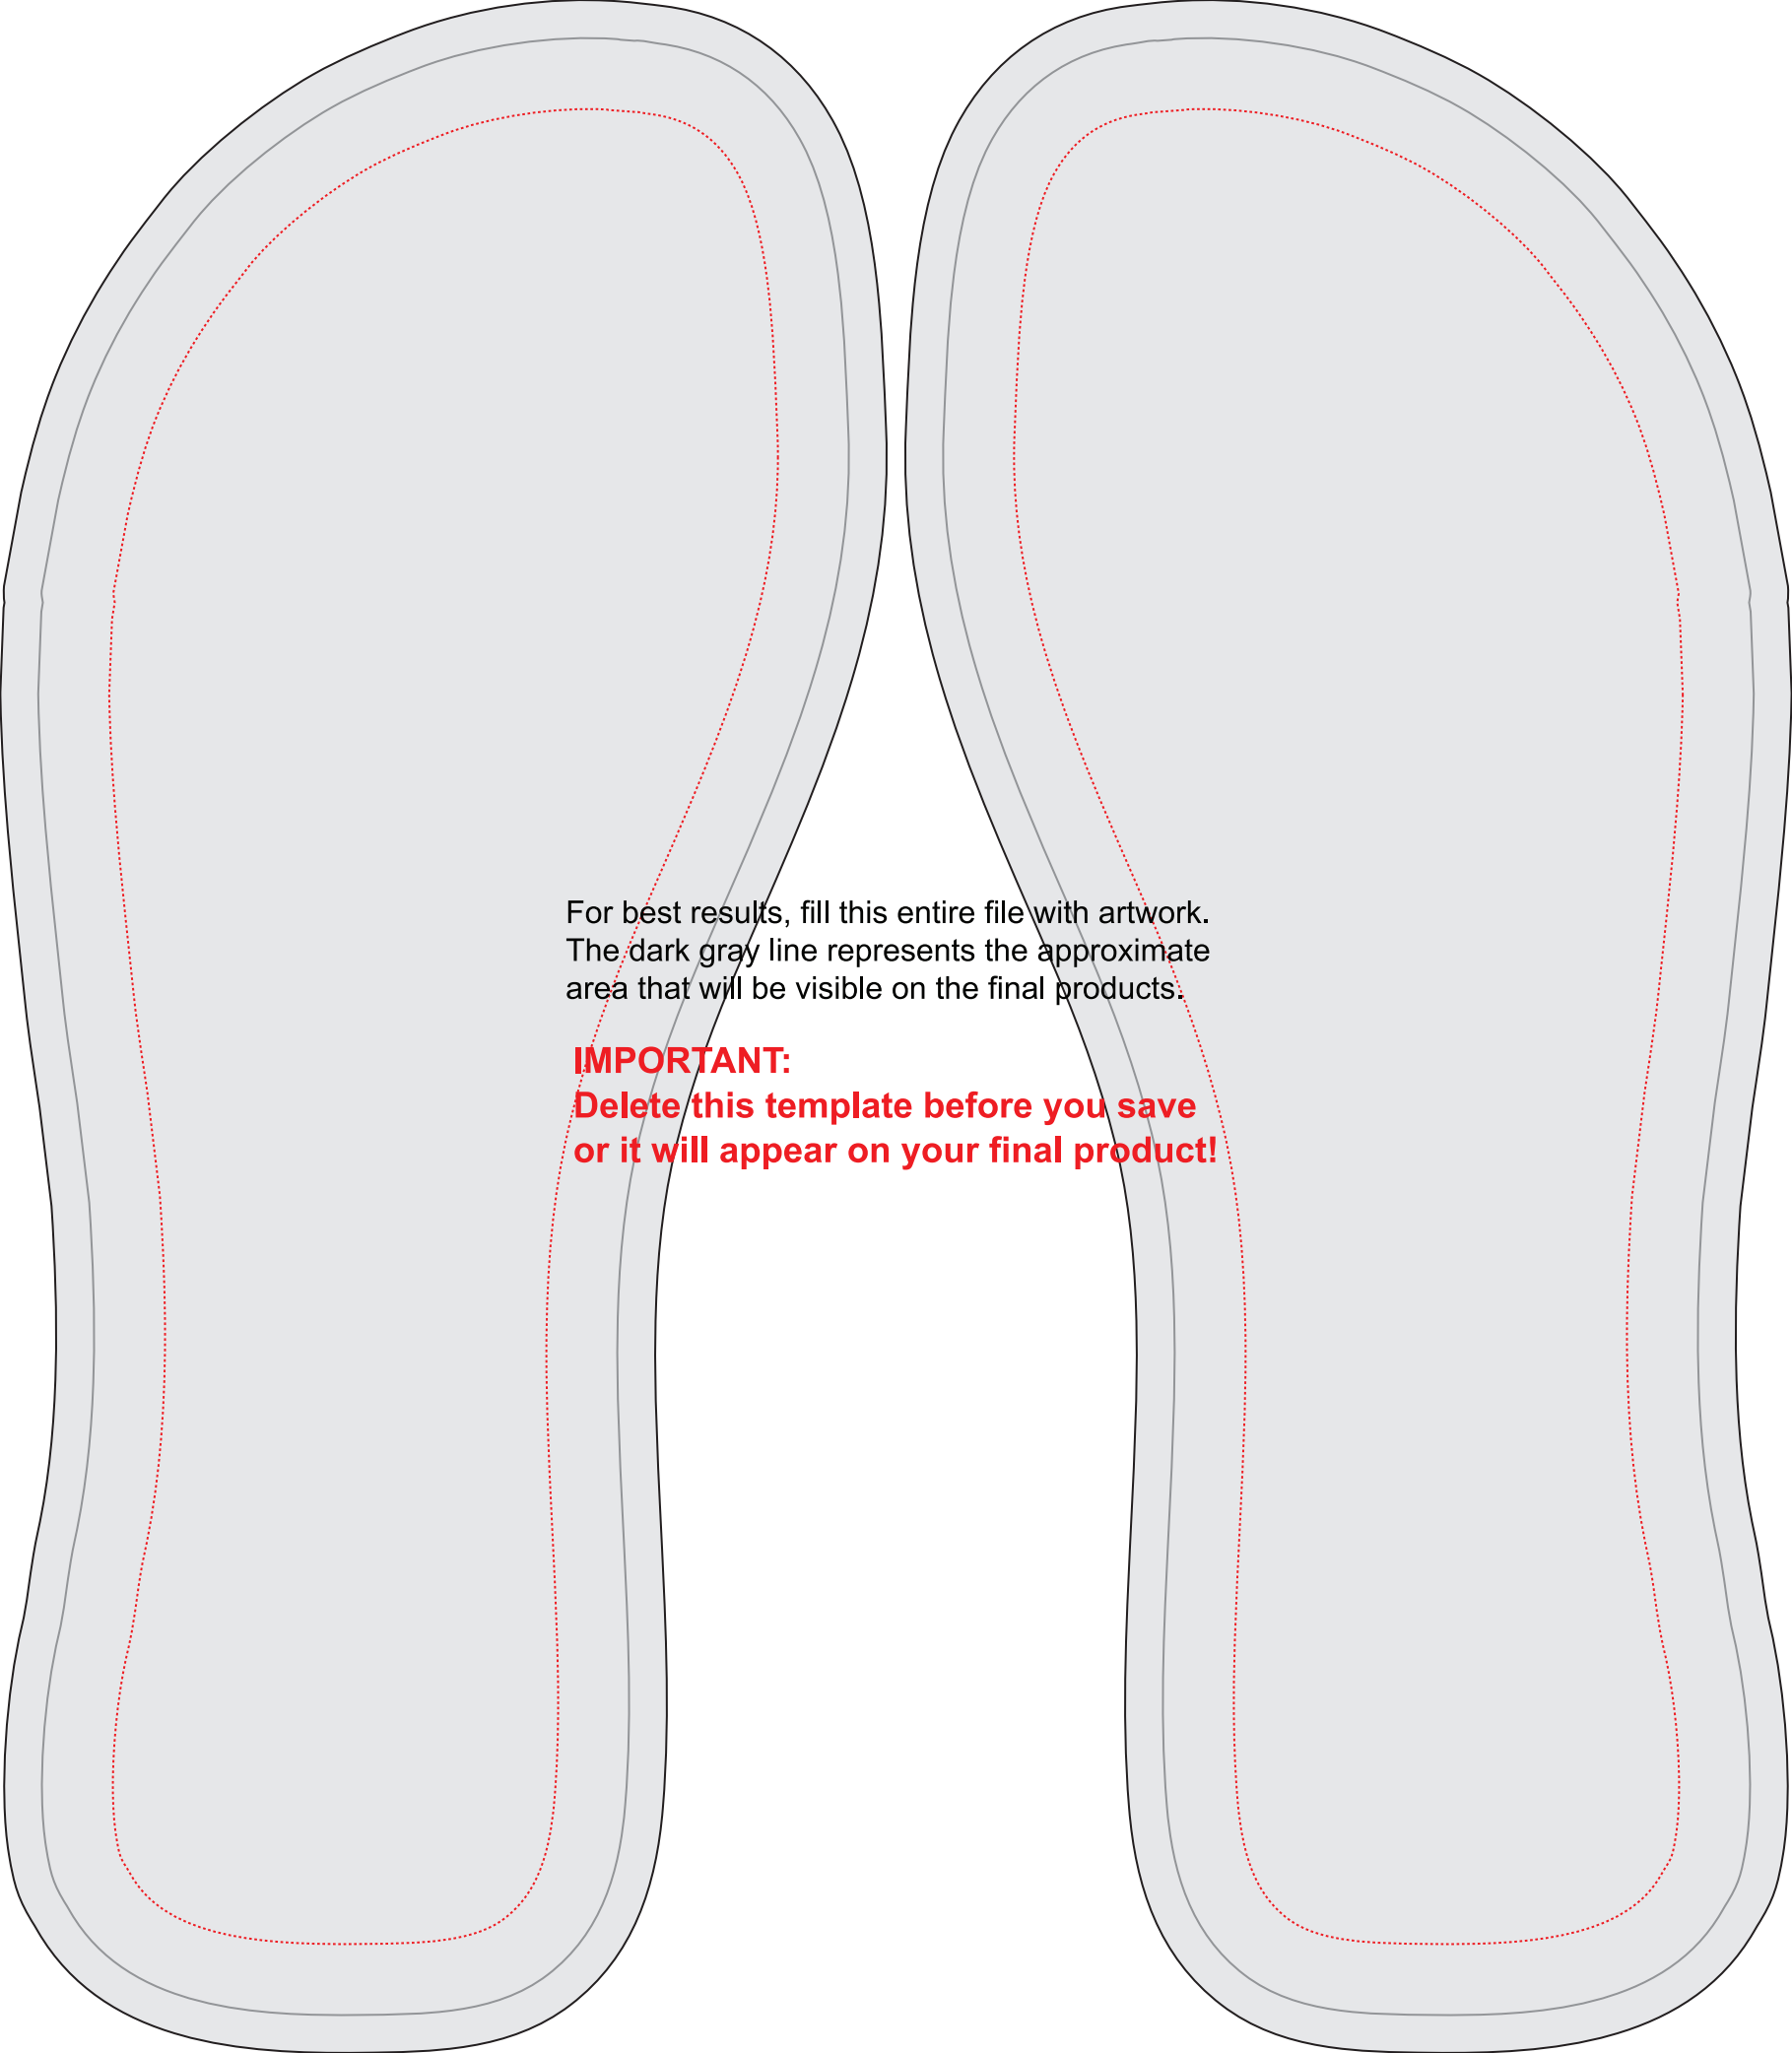 For best results, fill this entire file with artwork.
The dark gray line represents the approximate
area that will be visible on the final products.
IMPORTANT:
Delete this template before you save
or it will appear on your final product!